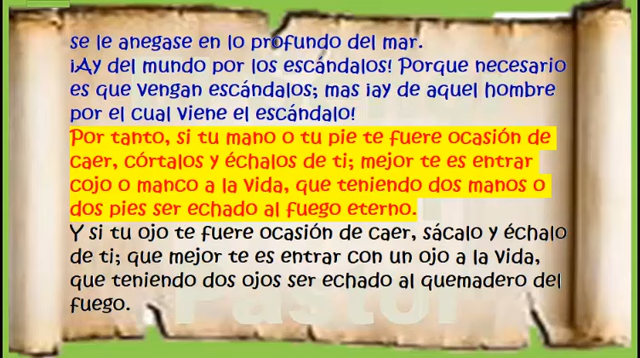 se le anegase en lo profundo del mar.
¡Ay del mundo por los escándalos! Porque necesario
es que vengan escándalos; mas ¡ay de aquel hombre
por el cual viene el escándalo!
Por tanto, si tu mano o tu pie te fuere ocasión de
caer, córtalos y échalos de ti; mejor te es entrar
cojo o manco a la vida, que teniendo dos manos o
dos pies ser echado al fuego eterno.
Y si tu ojo te fuere ocasión de caer, sácalo y échalo
de ti; que mejor te es entrar con un ojo a la vida,
que teniendo dos ojos ser echado al quemadero del
fuego.
Pastor